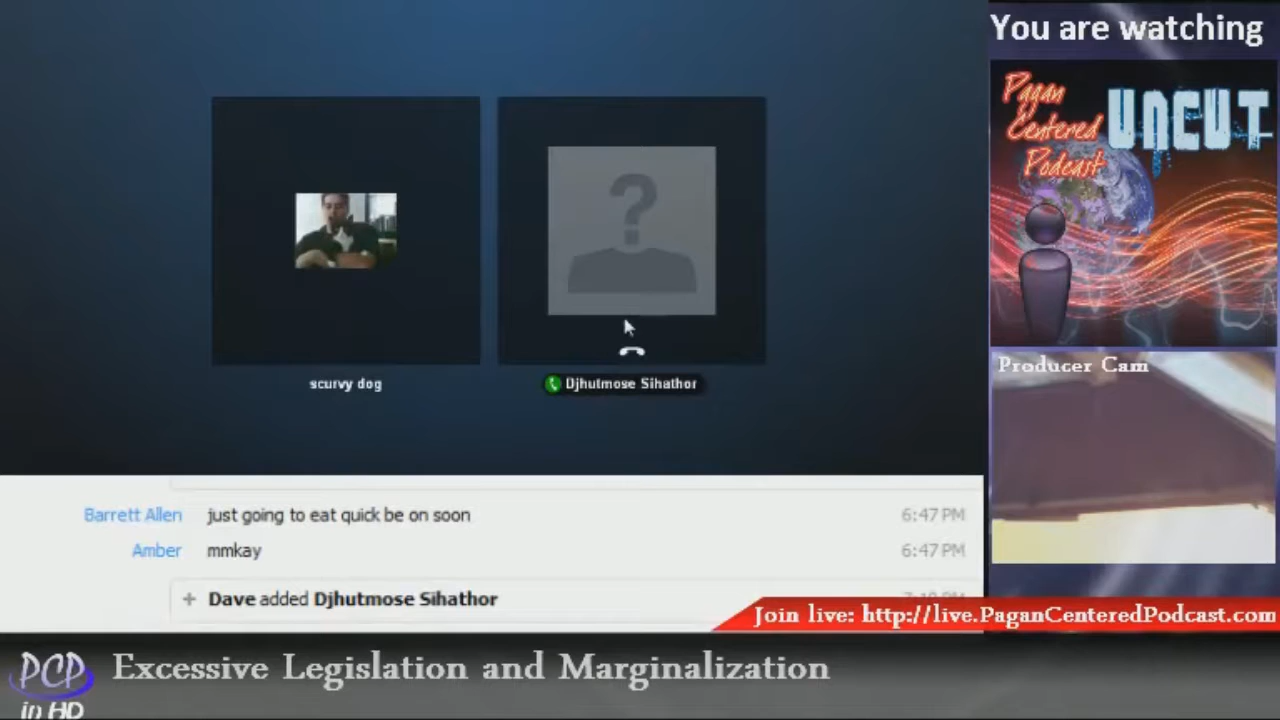 You are watching
Pagan
Centered
Podcast
UNCUT
?
scurvy dog
Djhutmose Sihathor
Producer Cam
Barrett Allen just going to eat quick be on soon 6:47 PM
Amber mmkay 6:47 PM
+ Dave added Djhutmose Sihathor
Join live: http://live.PaganCenteredPodcast.com
PCP
in HD
Excessive Legislation and Marginalization